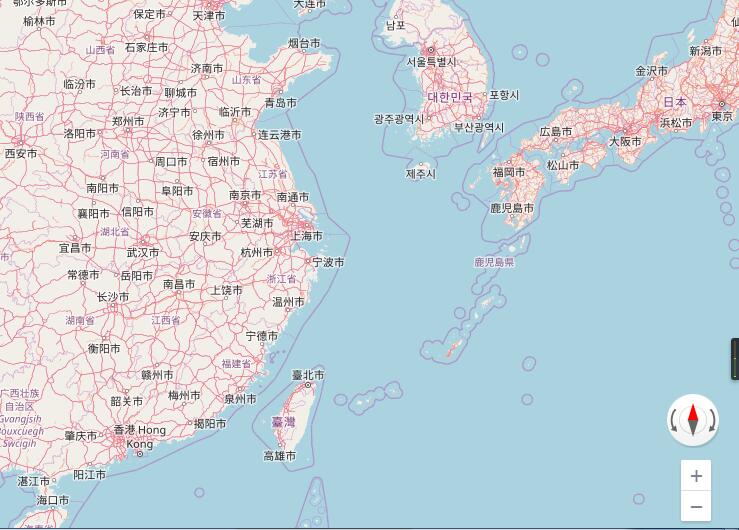 鄂尔多斯市
榆林市
保定市
天津市
大连市
山西省
石家庄市
烟台市
남포
서울특별시
新潟市
金沢市
临汾市
长治市
聊城市
济南市
山东省
青岛市
대한민국
포항시
日本
東京
陕西省
洛阳市
郑州市
济宁市
临沂市
连云港市
광주광역시
부산광역시
広島市
大阪市
浜松市
西安市
河南省
周口市
徐州市
宿州市
江苏省
제주시
福岡市
松山市
南阳市
阜阳市
南京市
南通市
襄阳市
信阳市
安徽省
芜湖市
鹿児島市
湖北省
安庆市
上海市
宜昌市
武汉市
杭州市
宁波市
鹿児島県
常德市
岳阳市
南昌市
上饶市
浙江省
长沙市
温州市
湖南省
江西省
宁德市
衡阳市
福建省
赣州市
臺北市
广西壮族
自治区
Gvangjsih
Bouxcuegh
Swcigih
韶关市
梅州市
泉州市
臺灣
肇庆市
香港 Hong
Kong
揭阳市
高雄市
湛江市
阳江市
海口市
+
−